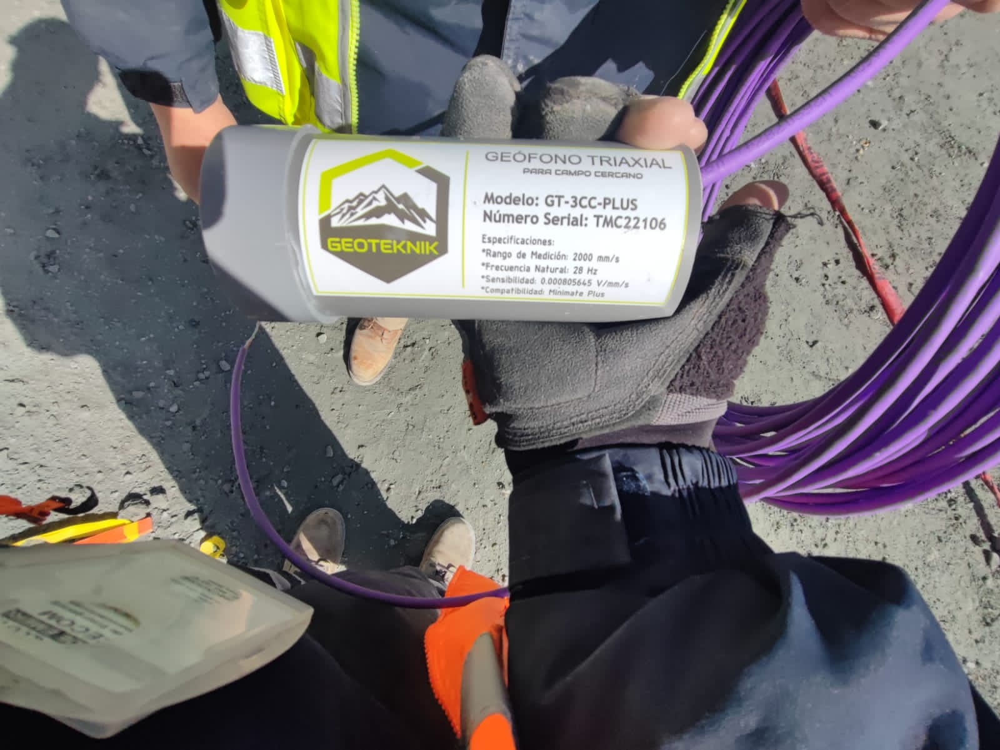 GEOTEKNIK
GEÓFONO TRIAXIAL
PARA CAMPO CERCANO
Modelo: GT-3CC-PLUS
Número Serial: TMC22106
Especificaciones:
*Rango de Medición: 2000 mm/s
*Frecuencia Natural: 28 Hz
*Sensibilidad: 0.000805645 V/mm/s
*Compatibilidad: Minimate Plus